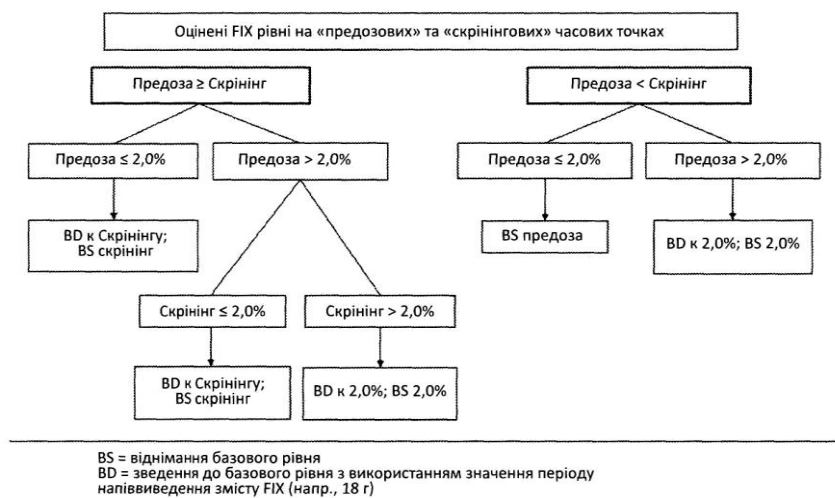 Оцінені FIX рівні на «предозових» та «скрінінгових» часових точках
Предоза ≥ Скрінінг
Предоза < Скрінінг
Предоза ≤ 2,0%
Предоза > 2,0%
Предоза ≤ 2,0%
Предоза > 2,0%
BD к Скрінінгу;
BS скрінінг
BS предоза
BD к 2,0%; BS 2,0%
Скрінінг ≤ 2,0%
Скрінінг > 2,0%
BD к Скрінінгу;
BS скрінінг
BD к 2,0%; BS 2,0%
BS = віднімання базового рівня
BD = зведення до базового рівня з використанням значення періоду
напіввиведення змісту FIX (напр., 18 г)